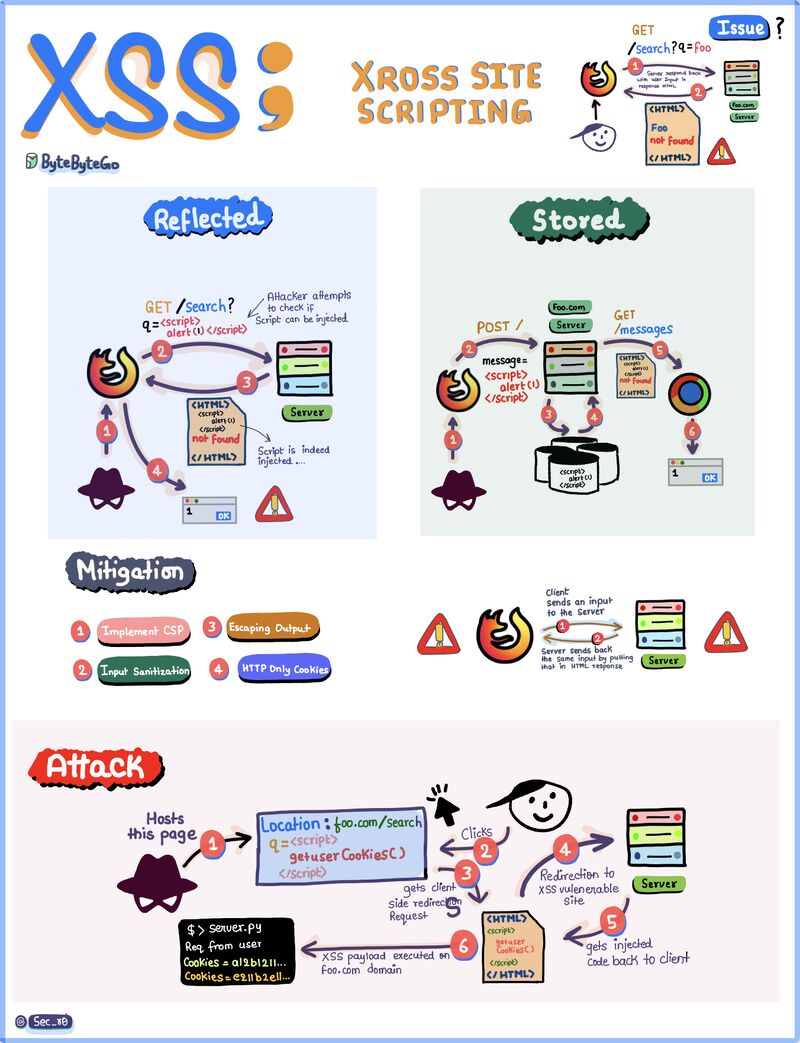 XSS;
XROSS SITE
SCRIPTING
ByteByteGo
Issue ?
GET
/search?q=foo
1
Server respond back
with user Input in
response HTML
2
foo.com
Server
<HTML>
Foo
not found
</HTML>
Reflected
GET /search?
q=<script>
alert(1)</script>
Attacker attempts
to check if
Script can be injected
2
3
Server
<HTML>
<script>
alert(1)
</script>
not found
Script is indeed
injected....
1
4
1
OK
Stored
Foo.com
Server
POST /
GET
/messages
2
message=
<script>
alert(1)
</script>
5
<HTML>
<script>
alert(1)
</script>
not found
</HTML>
3
4
1
6
<script>
alert(1)
</script>
1
OK
Mitigation
1 Implement CSP
3 Escaping Output
2 Input Sanitization
4 HTTP Only Cookies
Client
sends an input
to the Server
1
2
Server sends back
the same input by putting
that in HTML response
Server
Attack
Hosts
this page
1
Location: foo.com/search
q=<script>
getuserCookies()
</script>
Clicks
2
3
gets client
side redirection
Request
S
4
Redirection to
XSS vulenerable
site
Server
<HTML>
<script>
getuser
Cookies()
</script>
</HTML>
5
gets injected
code back to client
6
XSS payload executed on
foo.com domain
$> server.py
Req from user
Cookies = a12b1211...
Cookies = c211b2e11...
@ Sec_r0